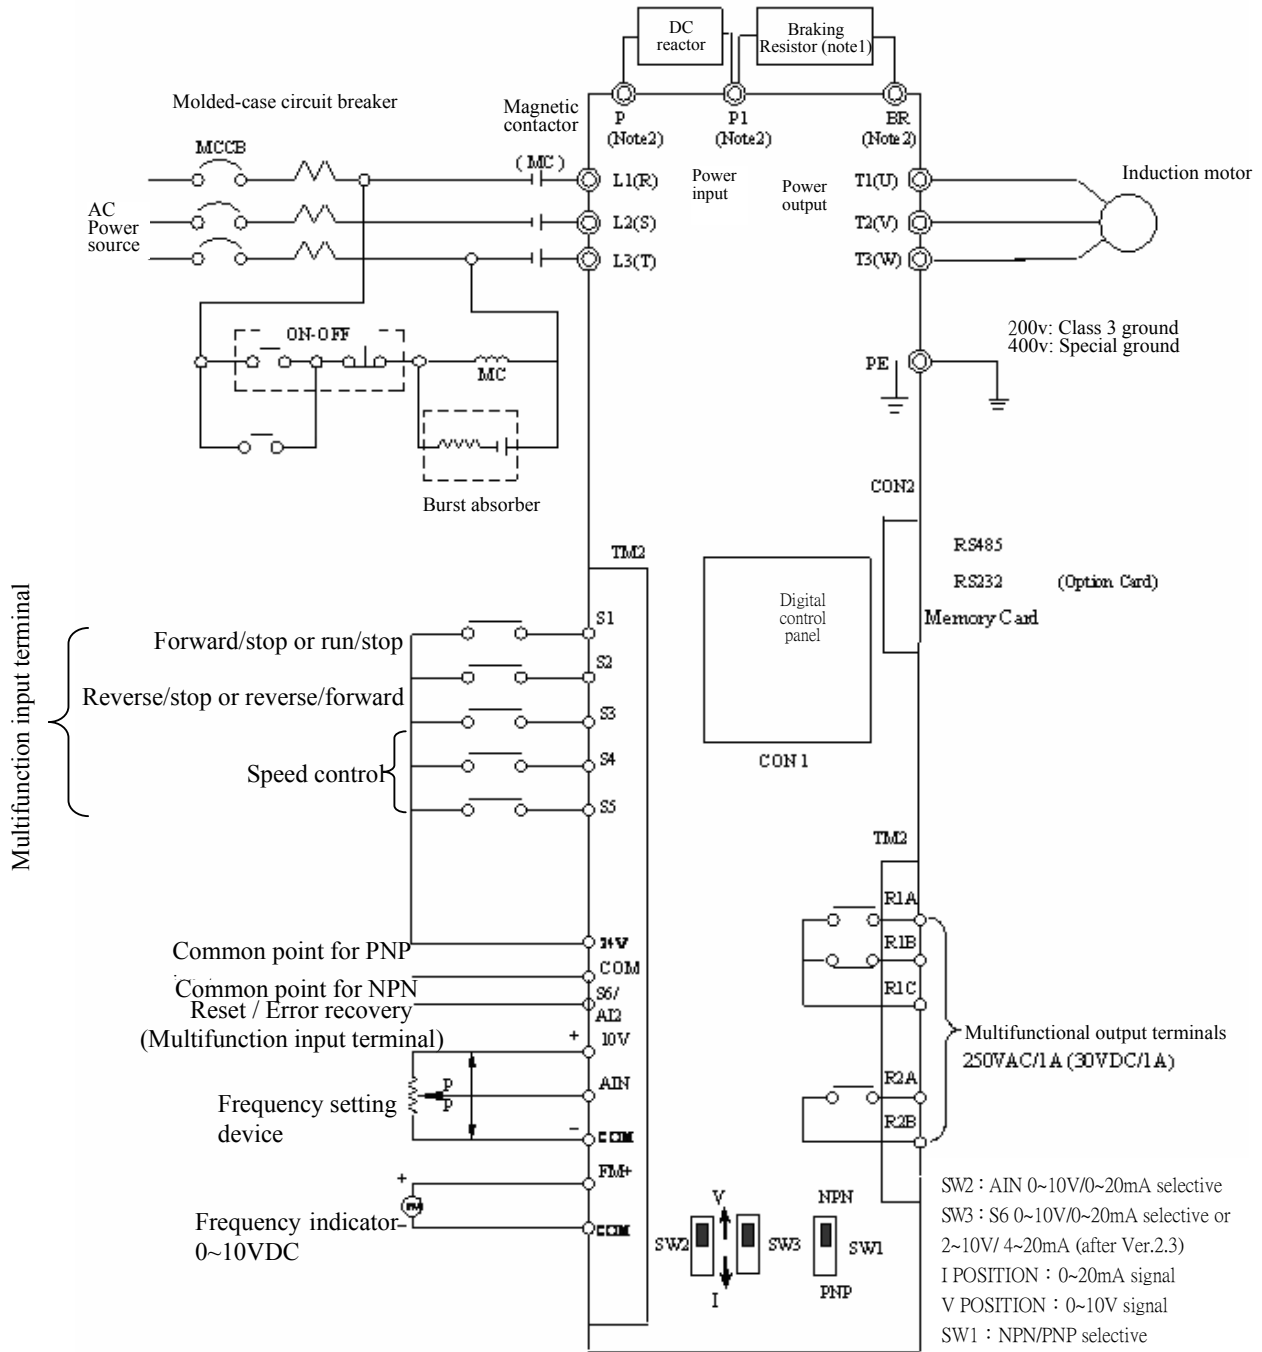 DC
reactor
Braking
Resistor (note1)
Molded-case circuit breaker
Magnetic
contactor
P
(Note2)
P1
(Note2)
BR
(Note2)
MCCB
( MC )
L1(R)
Power
input
Power
output
T1(U)
Induction motor
AC
Power
source
L2(S)
T2(V)
L3(T)
T3(W)
ON-OFF
200v: Class 3 ground
400v: Special ground
MC
PE
Burst absorber
CON2
TM2
RS485
RS232 (Option Card)
Memory Card
Digital
control
panel
CON1
Multifunction input terminal
Forward/stop or run/stop
S1
S2
Reverse/stop or reverse/forward
S3
Speed control
S4
S5
TM2
R1A
R1B
R1C
Common point for PNP
24V
COM
Common point for NPN
Reset / Error recovery
(Multifunction input terminal)
S6/
AI2
+
10V
P
P
AIN
Frequency setting
device
−
COM
Multifunctional output terminals
250VAC/1A (30VDC/1A)
R2A
R2B
FM+
+
FM
−
Frequency indicator
0~10VDC
COM
V
NPN
SW2
SW3
SW1
I
PNP
SW2：AIN 0~10V/0~20mA selective
SW3：S6 0~10V/0~20mA selective or
2~10V/ 4~20mA (after Ver.2.3)
I POSITION：0~20mA signal
V POSITION：0~10V signal
SW1：NPN/PNP selective